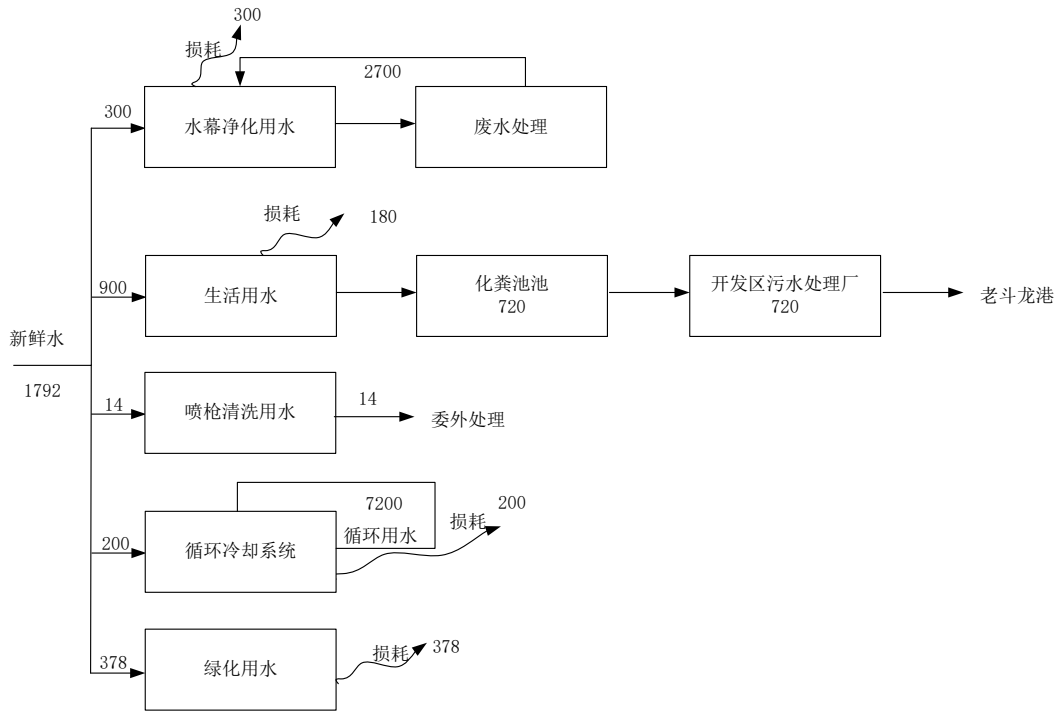 300
损耗
2700
300
水幕净化用水
废水处理
损耗
180
900
生活用水
化粪池池
720
开发区污水处理厂
720
老斗龙港
新鲜水
1792
14
喷枪清洗用水
14
委外处理
7200
200
循环用水
损耗
200
循环冷却系统
378
绿化用水
损耗
378